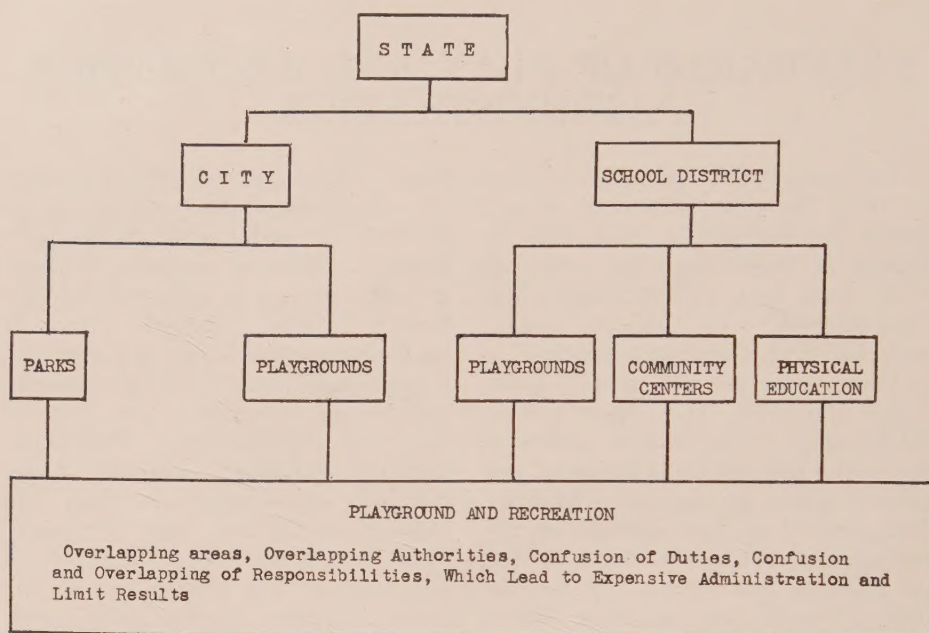 S T A T E
C I T Y
SCHOOL DISTRICT
PARKS
PLAYGROUNDS
PLAYGROUNDS
COMMUNITY
CENTERS
PHYSICAL
EDUCATION
PLAYGROUND AND RECREATION
Overlapping areas, Overlapping Authorities, Confusion of Duties, Confusion
and Overlapping of Responsibilities, Which Lead to Expensive Administration and
Limit Results